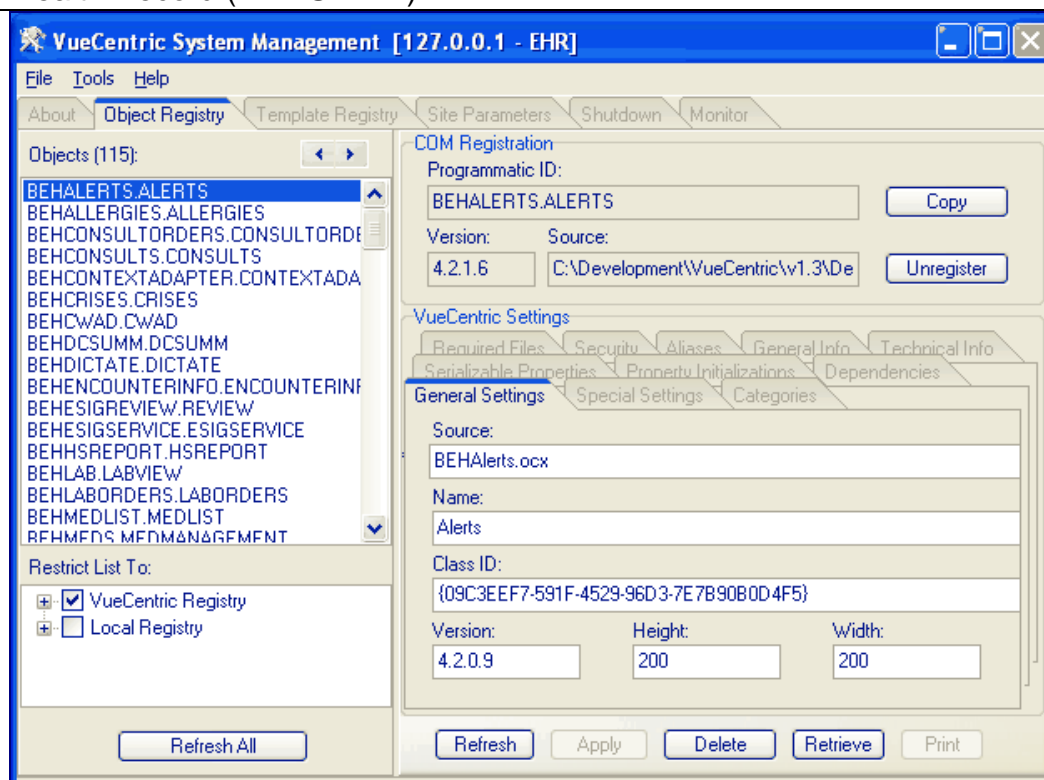 VueCentric System Management [127.0.0.1 - EHR]
File Tools Help
About Object Registry Template Registry Site Parameters Shutdown Monitor
Objects (115):
BEHALERTS.ALERTS
BEHALLERGIES.ALLERGIES
BEHCONSULTORDERS.CONSULTORDE
BEHCONSULTS.CONSULTS
BEHCONTEXTADAPTER.CONTEXTADA
BEHCRISES.CRISES
BEHCWAD.CWAD
BEHDCSUMM.DCSUMM
BEHDICTATE.DICTATE
BEHENCOUNTERINFO.ENCOUNTERINF
BEHESIGREVIEW.REVIEW
BEHESIGSERVICE.ESIGSERVICE
BEHHSREPORT.HSREPORT
BEHLAB.LABVIEW
BEHLABORDERS.LABORDERS
BEHMEDLIST.MEDLIST
BEHMEDS.MEDMANAGEMENT
Restrict List To:
VueCentric Registry
Local Registry
Refresh All
COM Registration
Programmatic ID:
BEHALERTS.ALERTS Copy
Version: Source:
4.2.1.6 C:\Development\VueCentric\v1.3\De Unregister
VueCentric Settings
Required Files Security Aliases General Info Technical Info
Serializable Properties Property Initializations Dependencies
General Settings Special Settings Categories
Source:
BEHAlerts.ocx
Name:
Alerts
Class ID:
{09C3EEF7-591F-4529-96D3-7E7B90B0D4F5}
Version: Height: Width:
4.2.0.9 200 200
Refresh Apply Delete Retrieve Print